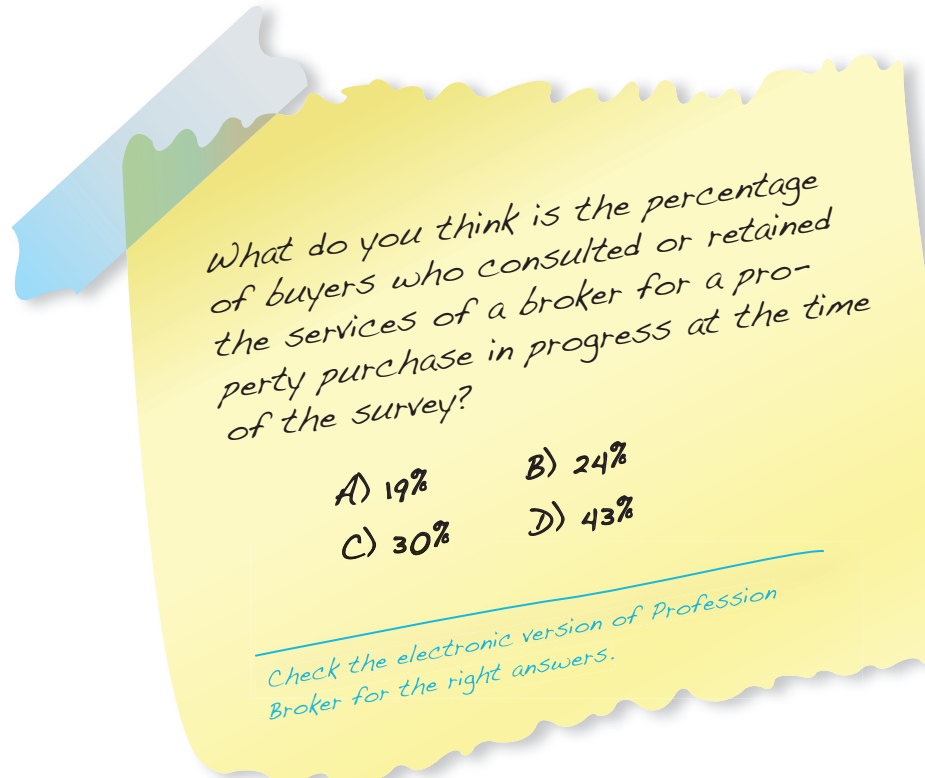 What do you think is the percentage
of buyers who consulted or retained
the services of a broker for a pro-
perty purchase in progress at the time
of the survey?
A) 19% B) 24%
C) 30% D) 43%
Check the electronic version of Profession
Broker for the right answers.